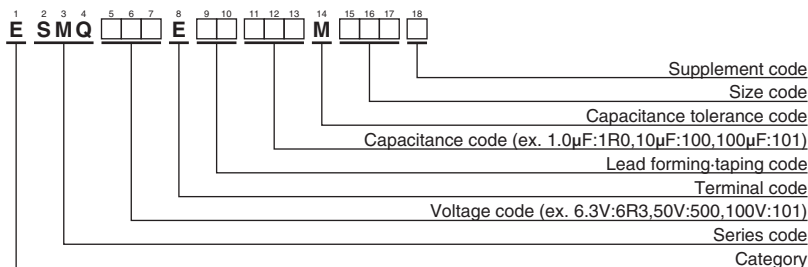 1 2 3 4 5 6 7 8 9 10 11 12 13 14 15 16 17 18
E S M Q E M
Supplement code
Size code
Capacitance tolerance code
Capacitance code (ex. 1.0μF:1R0,10μF:100,100μF:101)
Lead forming·taping code
Terminal code
Voltage code (ex. 6.3V:6R3,50V:500,100V:101)
Series code
Category